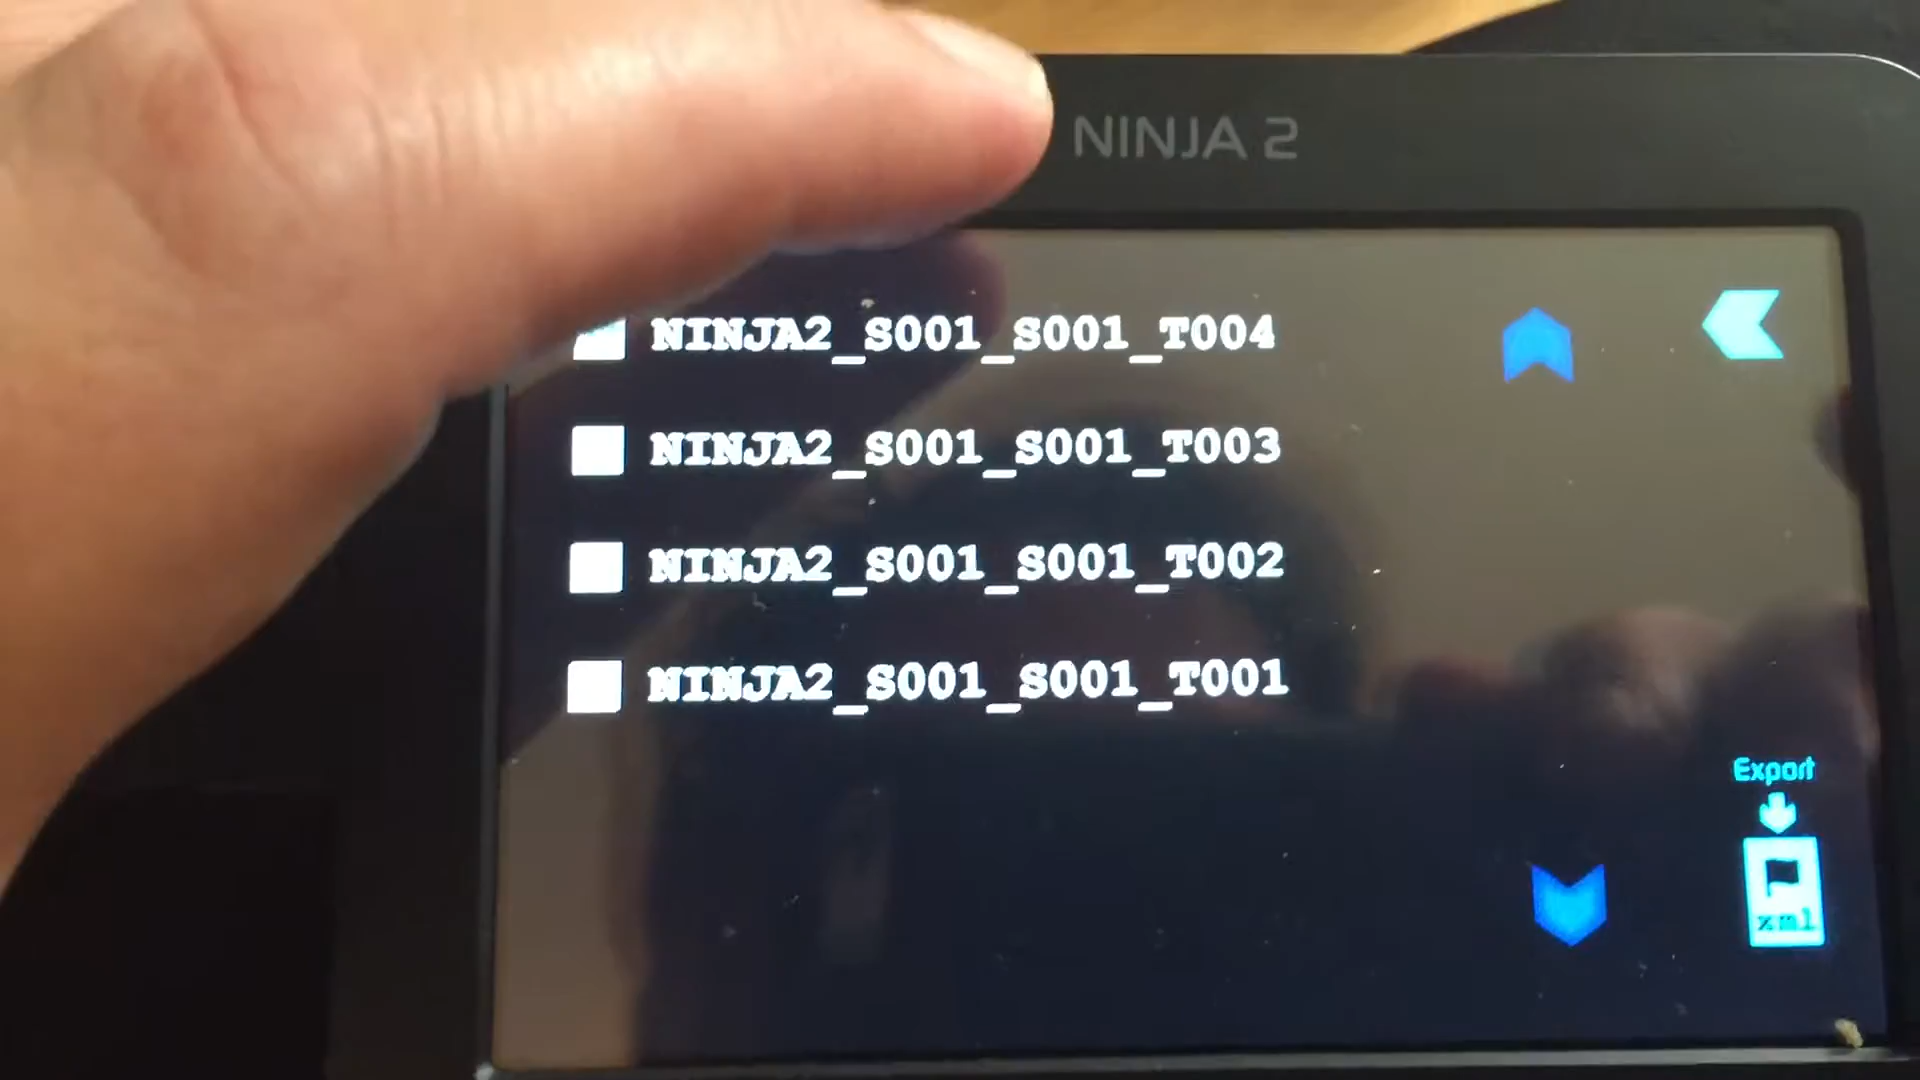 NINJA 2
NINJA2_S001_S001_T004
NINJA2_S001_S001_T003
NINJA2_S001_S001_T002
NINJA2_S001_S001_T001
Export
xml